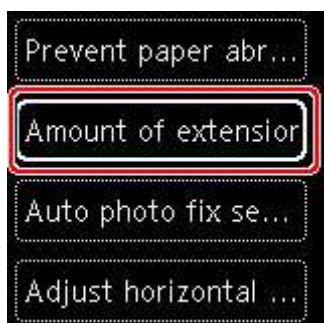 Prevent paper abr...
Amount of extension
Auto photo fix se...
Adjust horizontal ...